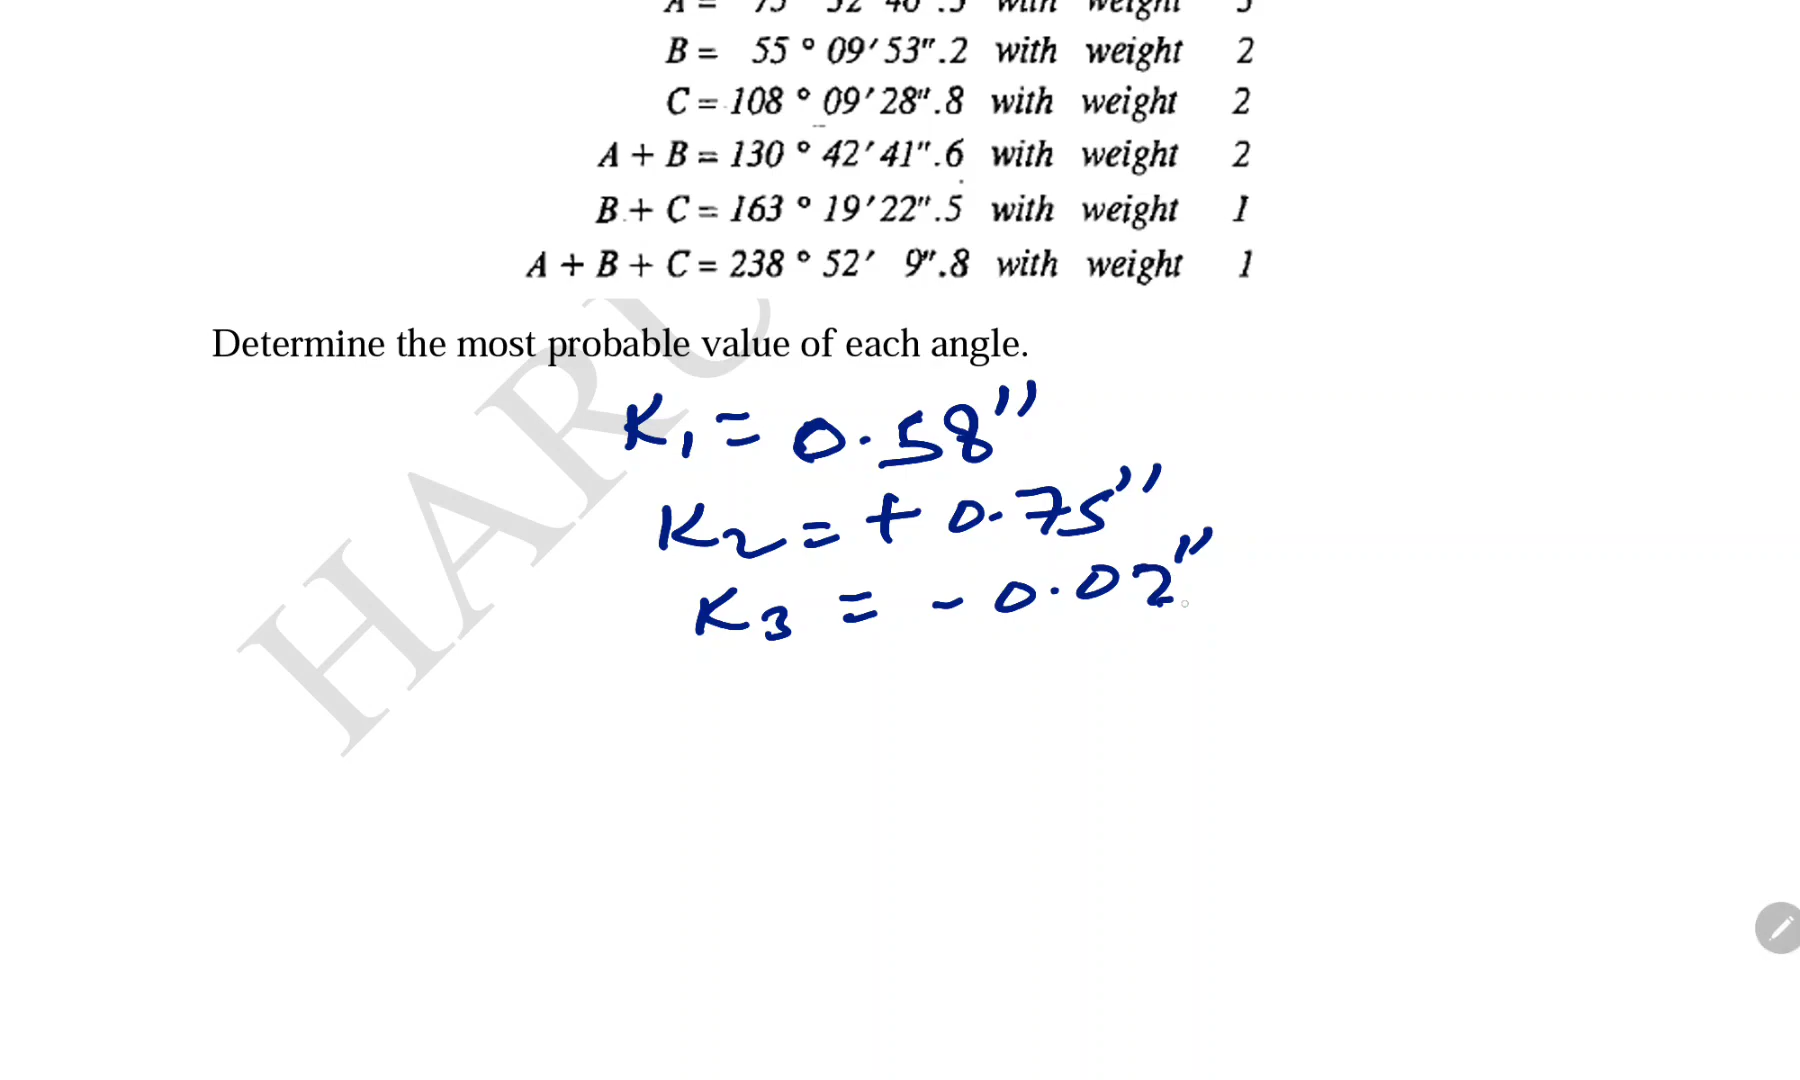 B = 55 ° 09' 53".2 with weight 2
C = 108 ° 09' 28".8 with weight 2
A + B = 130 ° 42' 41".6 with weight 2
B + C = 163 ° 19' 22".5 with weight 1
A + B + C = 238 ° 52' 9".8 with weight 1
Determine the most probable value of each angle.
K₁ = 0.58"
K₂ = + 0.75"
K₃ = - 0.02"
HARU